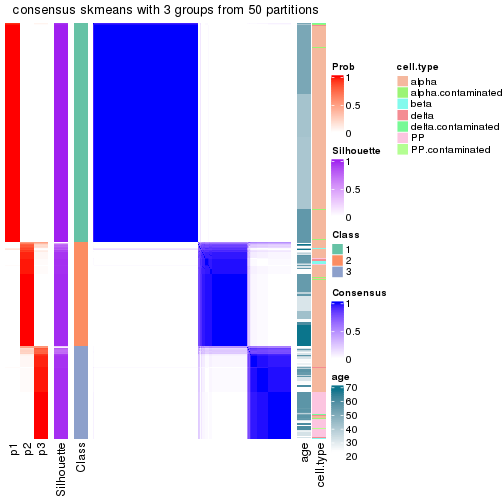 consensus skmeans with 3 groups from 50 partitions
Prob
1
0.5
0
Silhouette
1
0.5
0
Class
1
2
3
Consensus
1
0.5
0
age
70
60
50
40
30
20
cell.type
alpha
alpha.contaminated
beta
delta
delta.contaminated
PP
PP.contaminated
p1
p2
p3
Silhouette
Class
age
cell.type